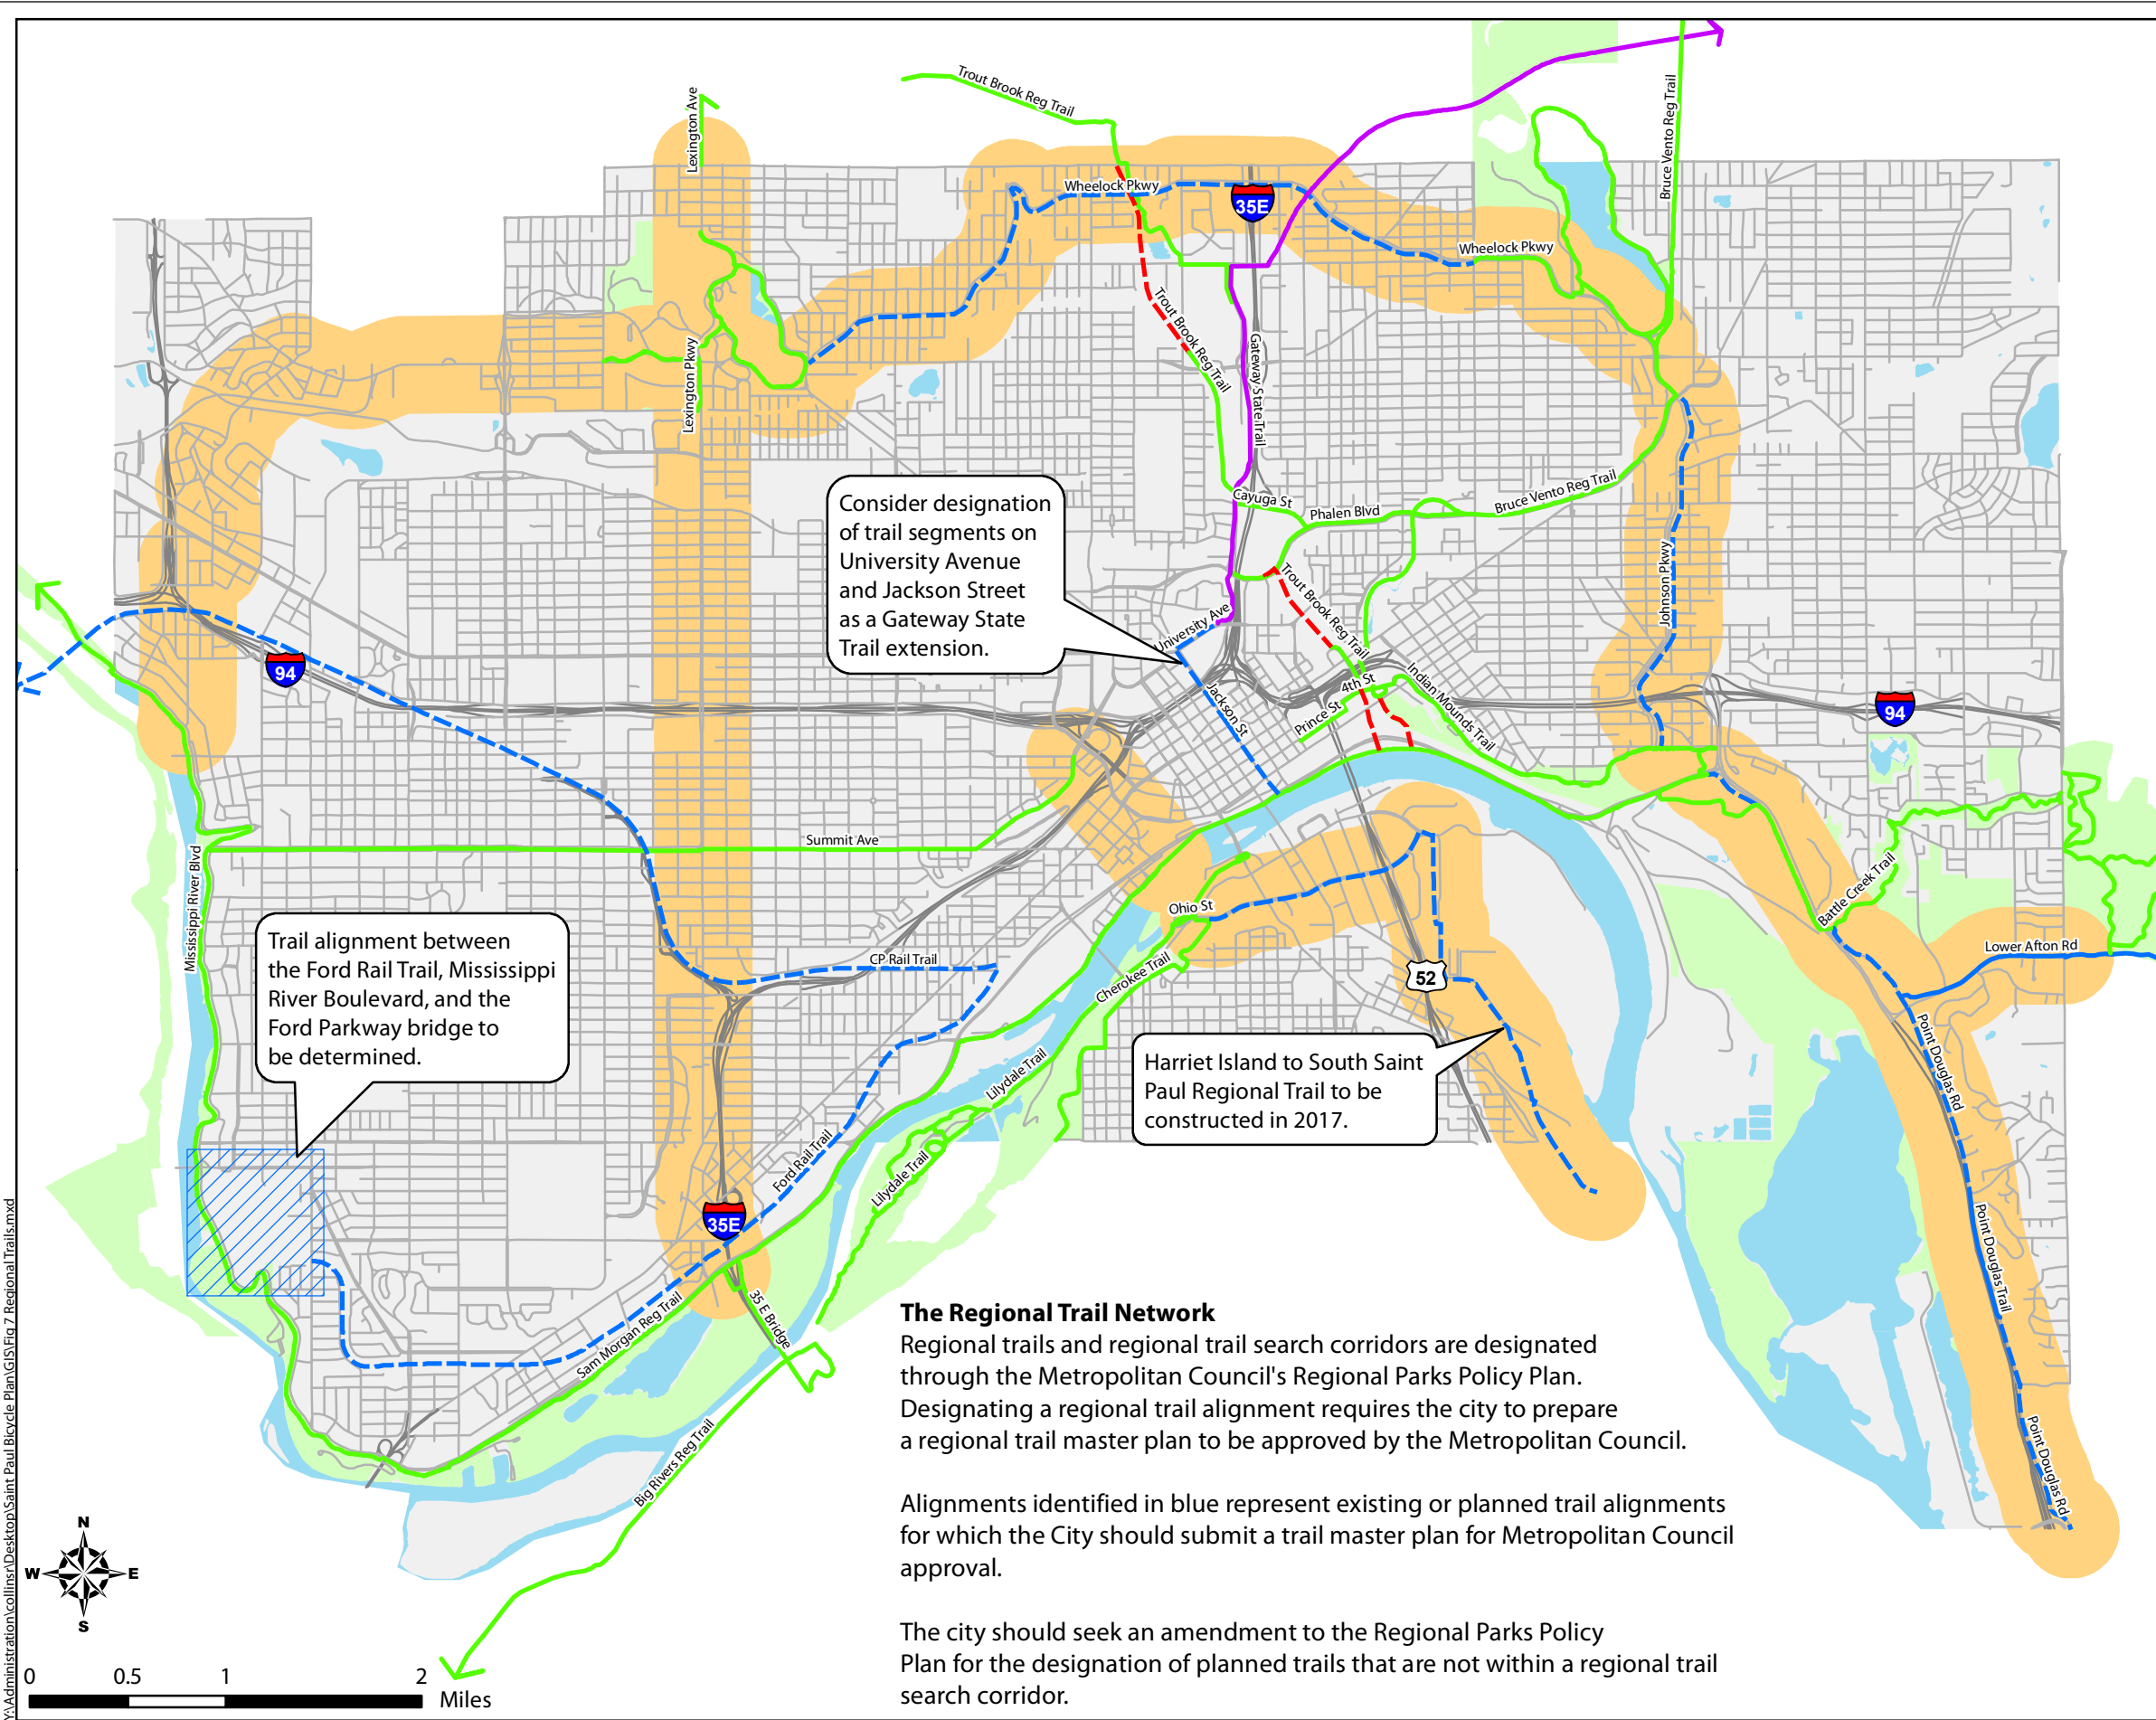 Trout Brook Reg Trail
Lexington Ave
Bruce Vento Reg Trail
Wheelock Pkwy
35E
Wheelock Pkwy
Trout Brook Reg Trail
Lexington Pkwy
Gateway State Trail
Consider designation
of trail segments on
University Avenue
and Jackson Street
as a Gateway State
Trail extension.
Cayuga St
Phalen Blvd
Bruce Vento Reg Trail
Johnson Pkwy
Trout Brook Reg Trail
University Ave
94
Jackson St
4th St
Prince St
Indian Mounds Trail
94
Summit Ave
Mississippi River Blvd
Ohio St
Battle Creek Trail
Lower Afton Rd
Trail alignment between
the Ford Rail Trail, Mississippi
River Boulevard, and the
Ford Parkway bridge to
be determined.
CP Rail Trail
Cherokee Trail
52
Harriet Island to South Saint
Paul Regional Trail to be
constructed in 2017.
Point Douglas Rd
Lilydale Trail
Ford Rail Trail
Lilydale Trail
35E
Point Douglas Trail
35 E Bridge
Sam Morgan Reg Trail
Big Rivers Reg Trail
Point Douglas Rd
The Regional Trail Network
Regional trails and regional trail search corridors are designated
through the Metropolitan Council's Regional Parks Policy Plan.
Designating a regional trail alignment requires the city to prepare
a regional trail master plan to be approved by the Metropolitan Council.
Alignments identified in blue represent existing or planned trail alignments
for which the City should submit a trail master plan for Metropolitan Council
approval.
The city should seek an amendment to the Regional Parks Policy
Plan for the designation of planned trails that are not within a regional trail
search corridor.
N
W E
S
0 0.5 1 2
Miles
Y:\Administration\collinsr\Desktop\Saint Paul Bicycle Plan\GIS\Fig 7 Regional Trails.mxd